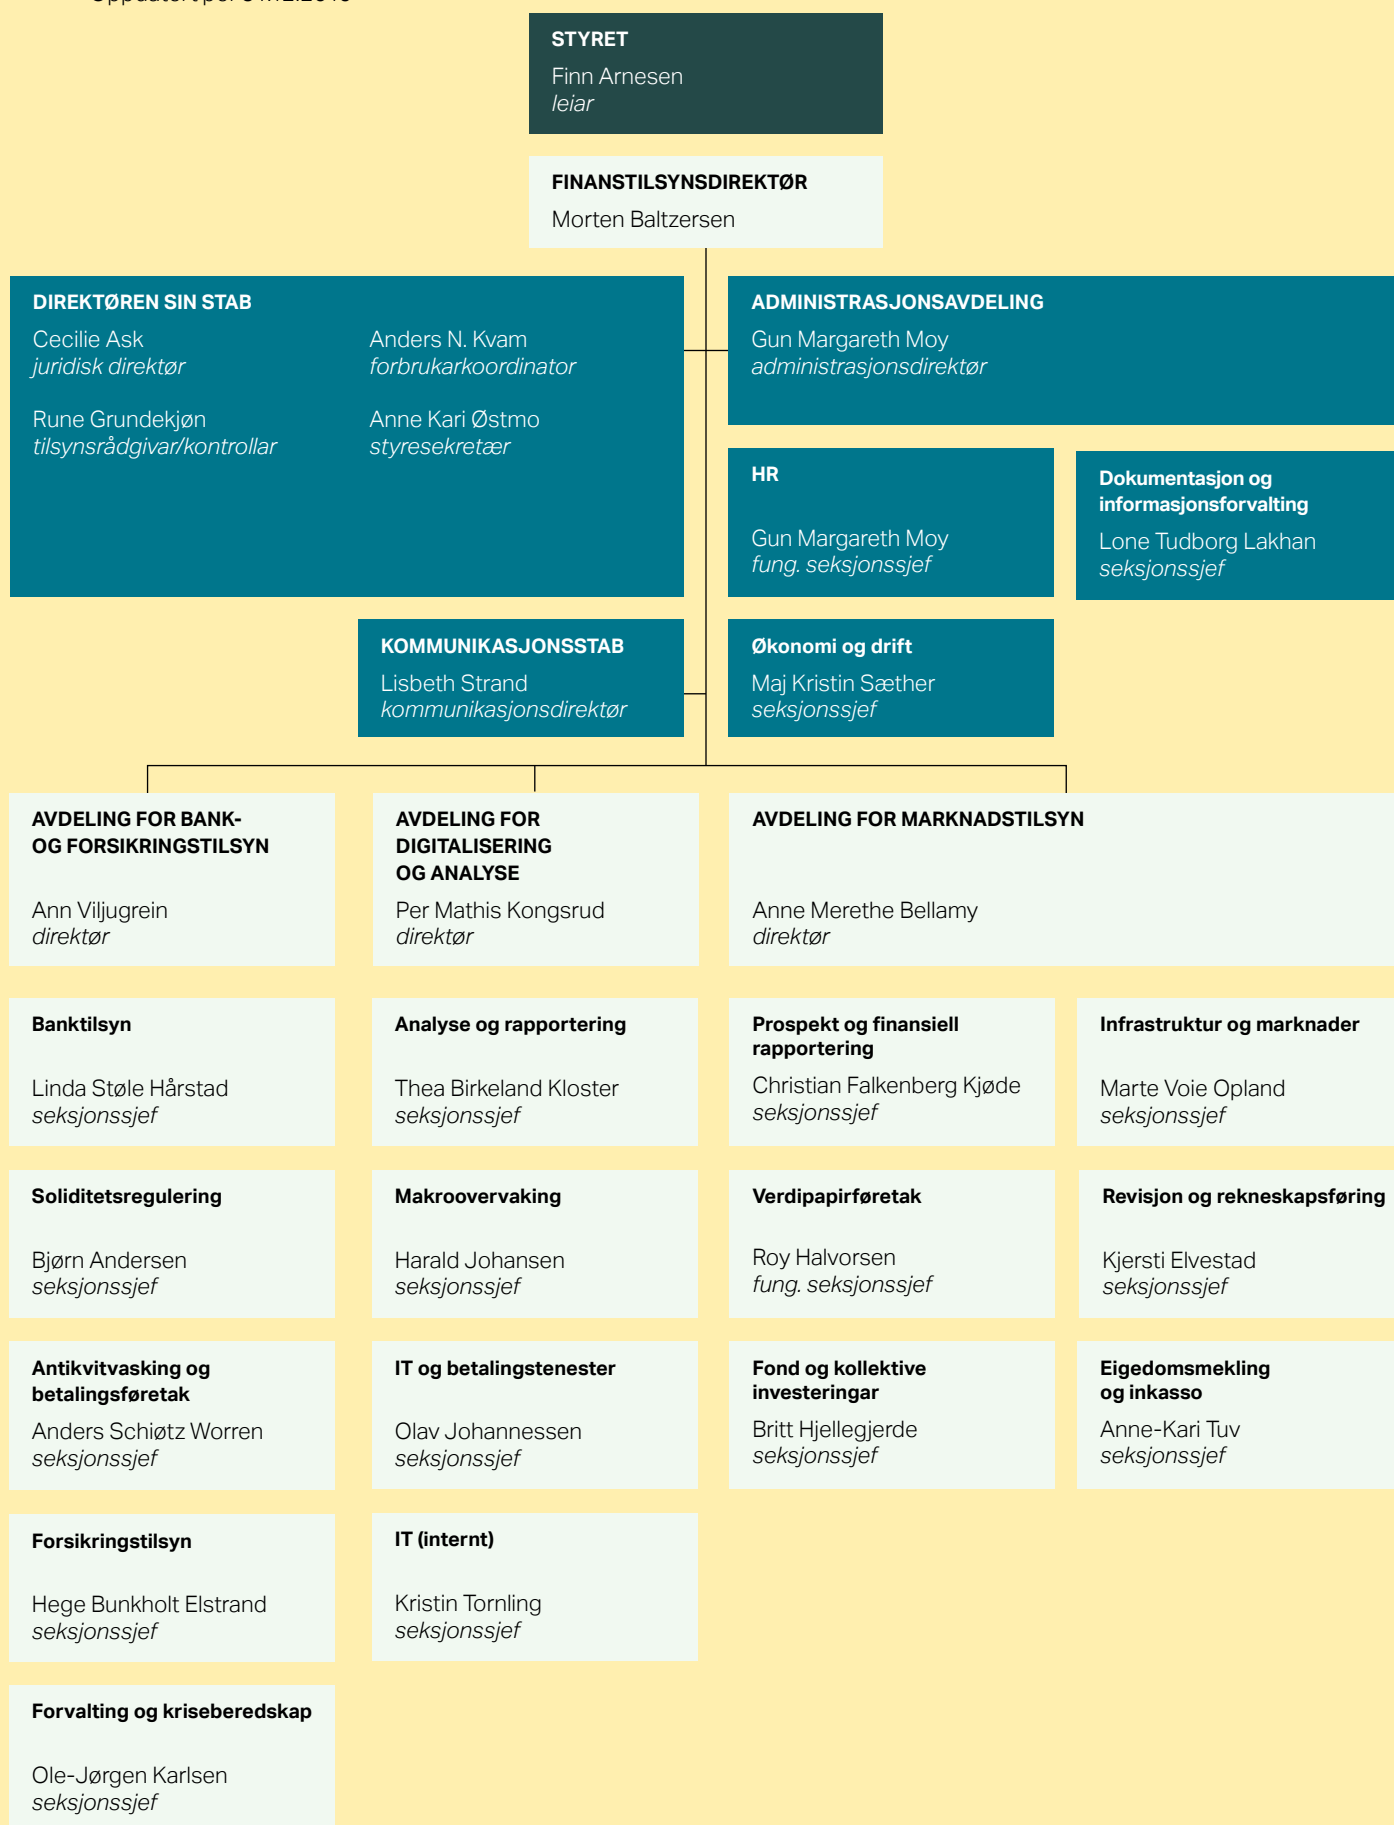 STYRET
Finn Arnesen
leiar
FINANSTILSYNSDIREKTØR
Morten Baltzersen
DIREKTØREN SIN STAB
Cecilie Ask
juridisk direktør
Rune Grundekjøn
tilsynsrådgivar/kontrollar
Anders N. Kvam
forbrukarkoordinator
Anne Kari Østmo
styresekretær
ADMINISTRASJONSAVDELING
Gun Margareth Moy
administrasjonsdirektør
HR
Gun Margareth Moy
fung. seksjonssjef
Dokumentasjon og
informasjonsforvalting
Lone Tudborg Lakhan
seksjonssjef
KOMMUNIKASJONSSTAB
Lisbeth Strand
kommunikasjonsdirektør
Økonomi og drift
Maj Kristin Sæther
seksjonssjef
AVDELING FOR BANK-
OG FORSIKRINGSTILSYN
Ann Viljugrein
direktør
AVDELING FOR
DIGITALISERING
OG ANALYSE
Per Mathis Kongsrud
direktør
AVDELING FOR MARKNADSTILSYN
Anne Merethe Bellamy
direktør
Banktilsyn
Linda Støle Hårstad
seksjonssjef
Analyse og rapportering
Thea Birkeland Kloster
seksjonssjef
Prospekt og finansiell
rapportering
Christian Falkenberg Kjøde
seksjonssjef
Infrastruktur og marknader
Marte Voie Opland
seksjonssjef
Soliditetsregulering
Bjørn Andersen
seksjonssjef
Makroovervaking
Harald Johansen
seksjonssjef
Verdipapirføretak
Roy Halvorsen
fung. seksjonssjef
Revisjon og rekneskapsføring
Kjersti Elvestad
seksjonssjef
Antikvitvasking og
betalingsføretak
Anders Schiøtz Worren
seksjonssjef
IT og betalingstenester
Olav Johannessen
seksjonssjef
Fond og kollektive
investeringar
Britt Hjellegjerde
seksjonssjef
Eigedomsmekling
og inkasso
Anne-Kari Tuv
seksjonssjef
Forsikringstilsyn
Hege Bunkholt Elstrand
seksjonssjef
IT (internt)
Kristin Tornling
seksjonssjef
Forvalting og kriseberedskap
Ole-Jørgen Karlsen
seksjonssjef